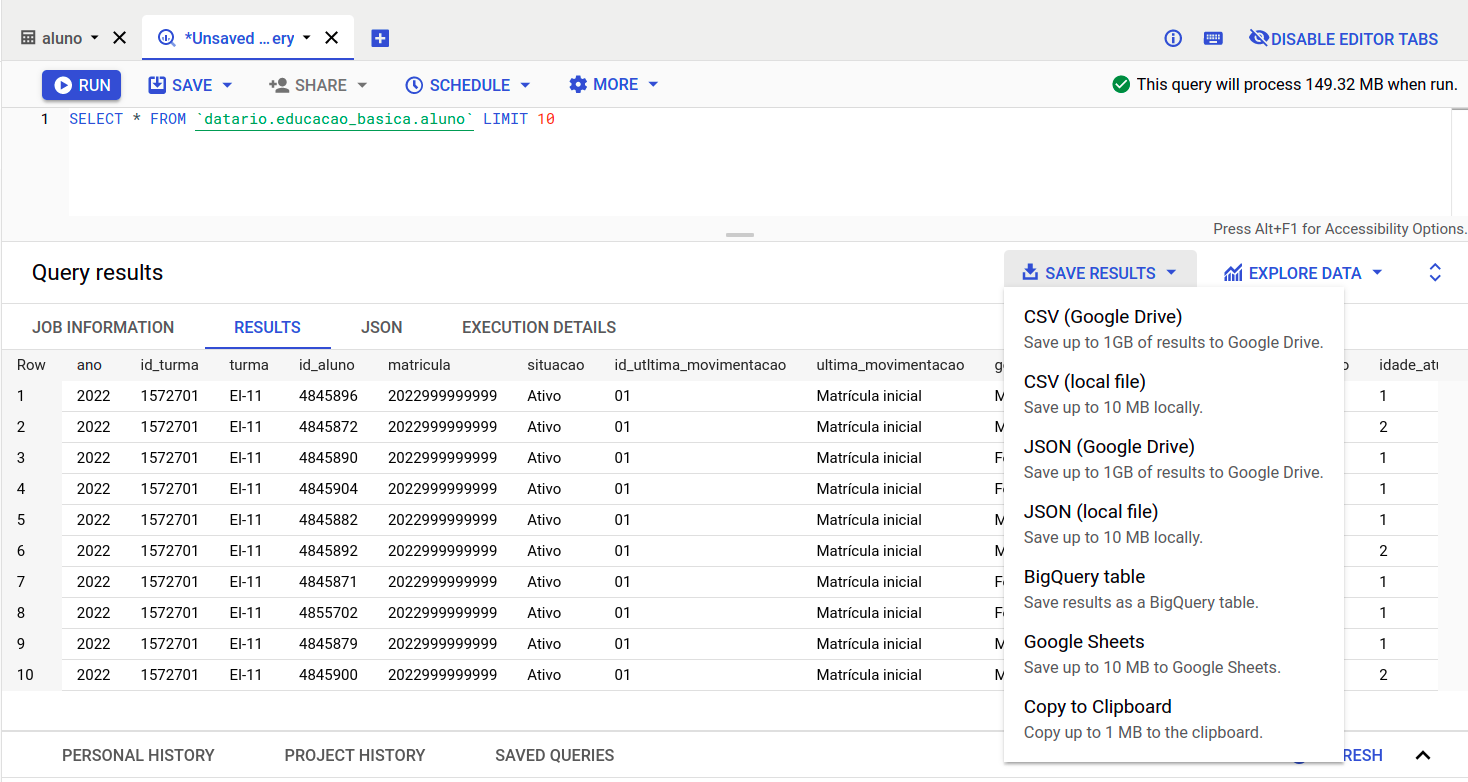 aluno
*Unsaved ...ery
DISABLE EDITOR TABS
RUN
SAVE
SHARE
SCHEDULE
MORE
This query will process 149.32 MB when run.
1 SELECT * FROM `datario.educacao_basica.aluno` LIMIT 10
Press Alt+F1 for Accessibility Options.
Query results
SAVE RESULTS
EXPLORE DATA
JOB INFORMATION
RESULTS
JSON
EXECUTION DETAILS
Row ano id_turma turma id_aluno matricula situacao id_utltima_movimentacao ultima_movimentacao
1 2022 1572701 EI-11 4845896 2022999999999 Ativo 01 Matrícula inicial 1
2 2022 1572701 EI-11 4845872 2022999999999 Ativo 01 Matrícula inicial 2
3 2022 1572701 EI-11 4845890 2022999999999 Ativo 01 Matrícula inicial 1
4 2022 1572701 EI-11 4845904 2022999999999 Ativo 01 Matrícula inicial 1
5 2022 1572701 EI-11 4845882 2022999999999 Ativo 01 Matrícula inicial 1
6 2022 1572701 EI-11 4845892 2022999999999 Ativo 01 Matrícula inicial 2
7 2022 1572701 EI-11 4845871 2022999999999 Ativo 01 Matrícula inicial 1
8 2022 1572701 EI-11 4855702 2022999999999 Ativo 01 Matrícula inicial 1
9 2022 1572701 EI-11 4845879 2022999999999 Ativo 01 Matrícula inicial 1
10 2022 1572701 EI-11 4845900 2022999999999 Ativo 01 Matrícula inicial 2
CSV (Google Drive)
Save up to 1GB of results to Google Drive.
CSV (local file)
Save up to 10 MB locally.
JSON (Google Drive)
Save up to 1GB of results to Google Drive.
JSON (local file)
Save up to 10 MB locally.
BigQuery table
Save results as a BigQuery table.
Google Sheets
Save up to 10 MB to Google Sheets.
Copy to Clipboard
Copy up to 1 MB to the clipboard.
PERSONAL HISTORY
PROJECT HISTORY
SAVED QUERIES
RESH